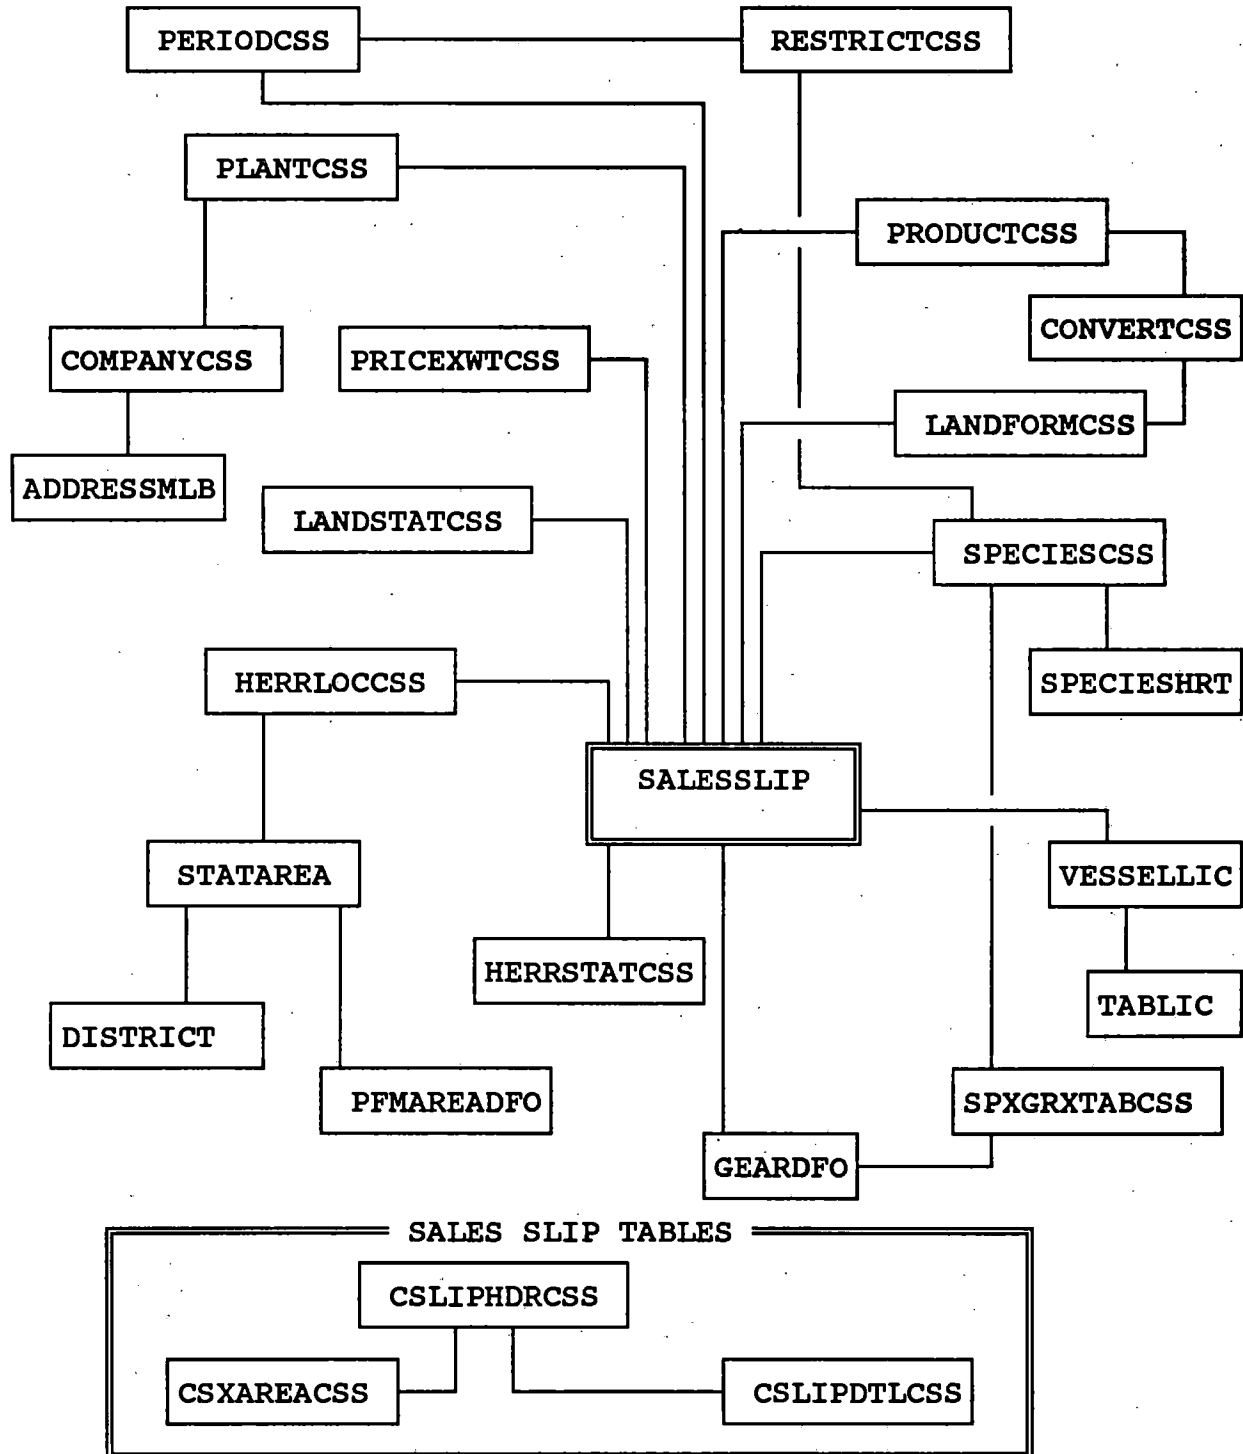 PERIODCSS
RESTRICTCSS
PLANTCSS
PRODUCTCSS
CONVERTCSS
COMPANYCSS
PRICEXWTCSS
LANDFORMCSS
ADDRESSMLB
LANDSTATCSS
SPECIESCSS
HERRLOCCSS
SPECIESHRT
SALESSLIP
STATAREA
VESSELLIC
HERRSTATCSS
TABLIC
DISTRICT
PFMAREADFO
SPXGRXTABCSS
GEARDFO
SALES SLIP TABLES
CSLIPHDRCSS
CSXAREACSS
CSLIPDTLCSS